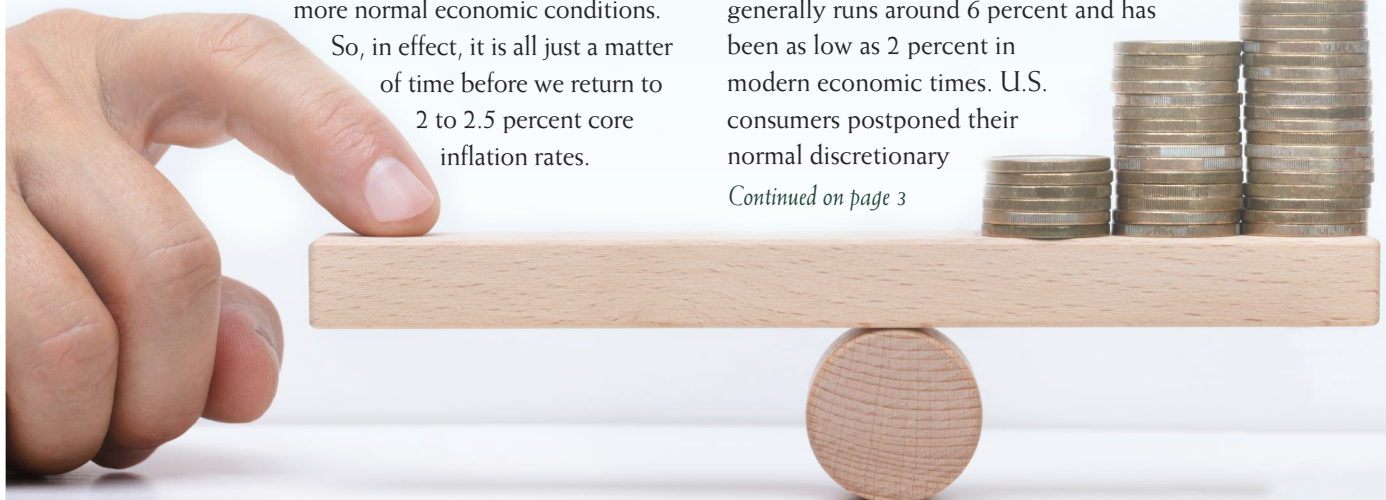 more normal economic conditions.
So, in effect, it is all just a matter
of time before we return to
2 to 2.5 percent core
inflation rates.
generally runs around 6 percent and has
been as low as 2 percent in
modern economic times. U.S.
consumers postponed their
normal discretionary
Continued on page 3